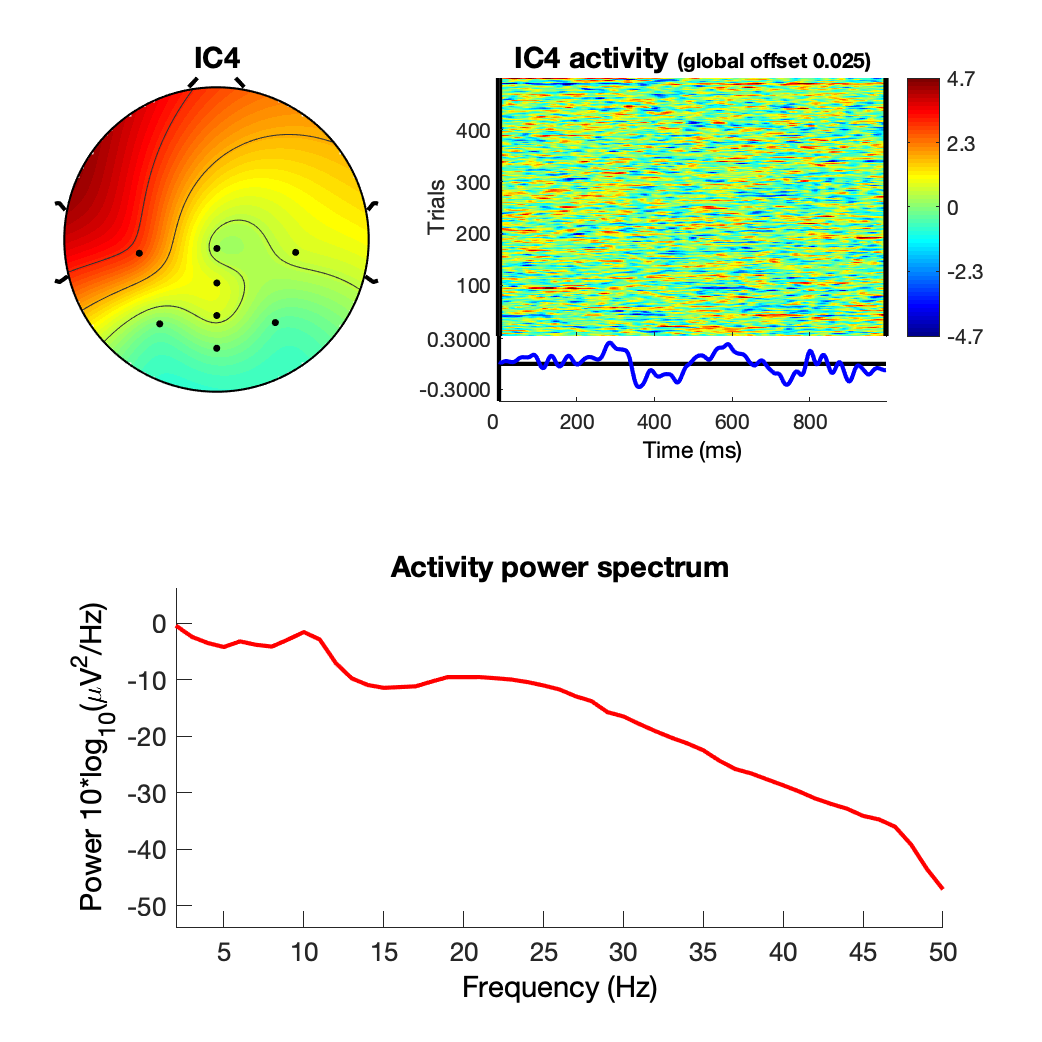 IC4
IC4 activity (global offset 0.025)
Trials
400
300
200
100
0.3000
-0.3000
0 200 400 600 800
Time (ms)
4.7
2.3
0
-2.3
-4.7
Activity power spectrum
Power 10*log10(μV2/Hz)
0
-10
-20
-30
-40
-50
5 10 15 20 25 30 35 40 45 50
Frequency (Hz)